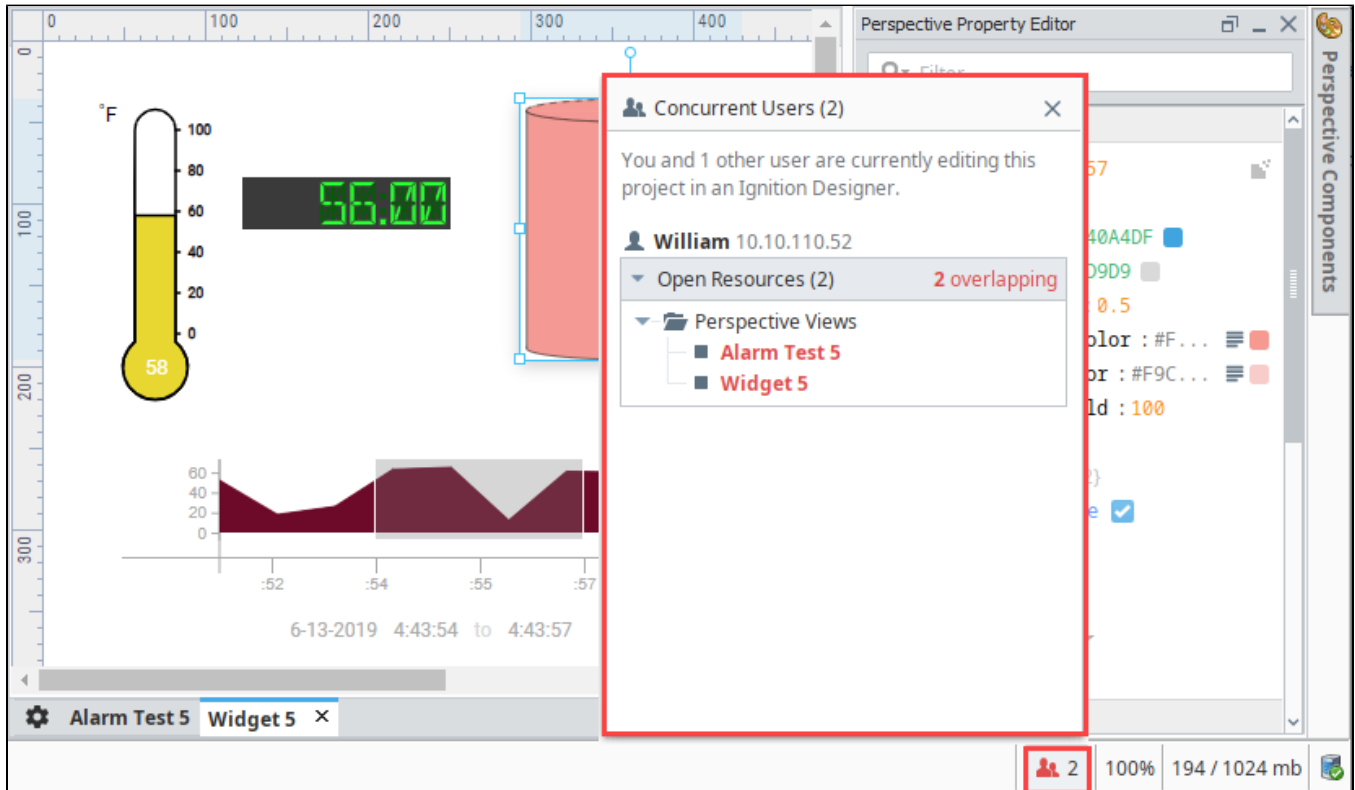 0 100 200 300 400
Perspective Property Editor
0
100
200
300
Perspective Components
°F
100
80
60
40
20
0
58
56.00
Concurrent Users (2)
You and 1 other user are currently editing this
project in an Ignition Designer.
William 10.10.110.52
Open Resources (2) 2 overlapping
Perspective Views
Alarm Test 5
Widget 5
57
40A4DF
D9D9
: 0.5
olor : #F...
or : #F9C...
ld : 100
e
60
40
20
0
:52 :54 :55 :57
6-13-2019 4:43:54 to 4:43:57
Alarm Test 5 Widget 5
2 100% 194 / 1024 mb